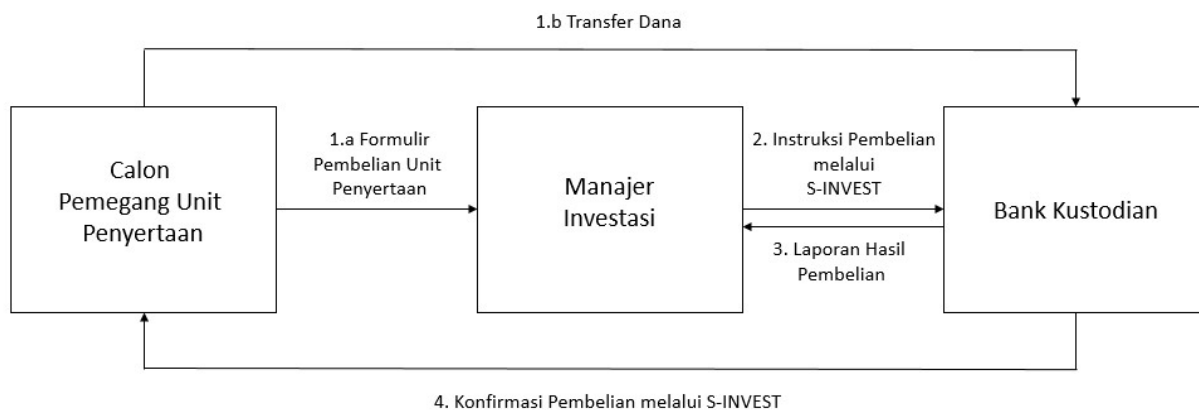 1.b Transfer Dana
Calon
Pemegang Unit
Penyertaan
1.a Formulir
Pembelian Unit
Penyertaan
Manajer
Investasi
2. Instruksi Pembelian
melalui
S-INVEST
3. Laporan Hasil
Pembelian
Bank Kustodian
4. Konfirmasi Pembelian melalui S-INVEST